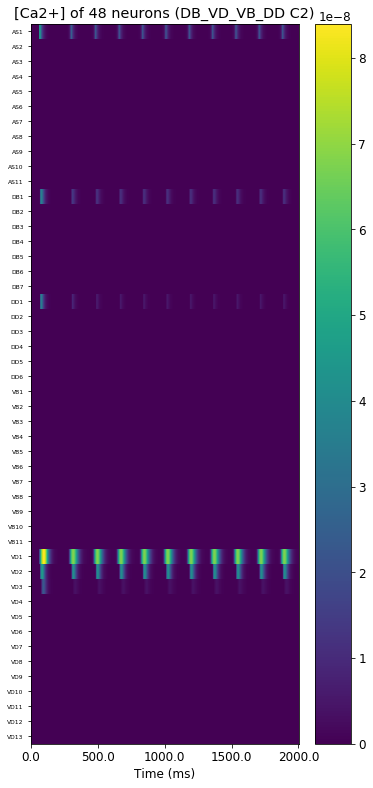 [Ca2+] of 48 neurons (DB_VD_VB_DD C2)
1e−8
AS1
AS2
AS3
AS4
AS5
AS6
AS7
AS8
AS9
AS10
AS11
DB1
DB2
DB3
DB4
DB5
DB6
DB7
DD1
DD2
DD3
DD4
DD5
DD6
VB1
VB2
VB3
VB4
VB5
VB6
VB7
VB8
VB9
VB10
VB11
VD1
VD2
VD3
VD4
VD5
VD6
VD7
VD8
VD9
VD10
VD11
VD12
VD13
8
7
6
5
4
3
2
1
0
0.0 500.0 1000.0 1500.0 2000.0
Time (ms)